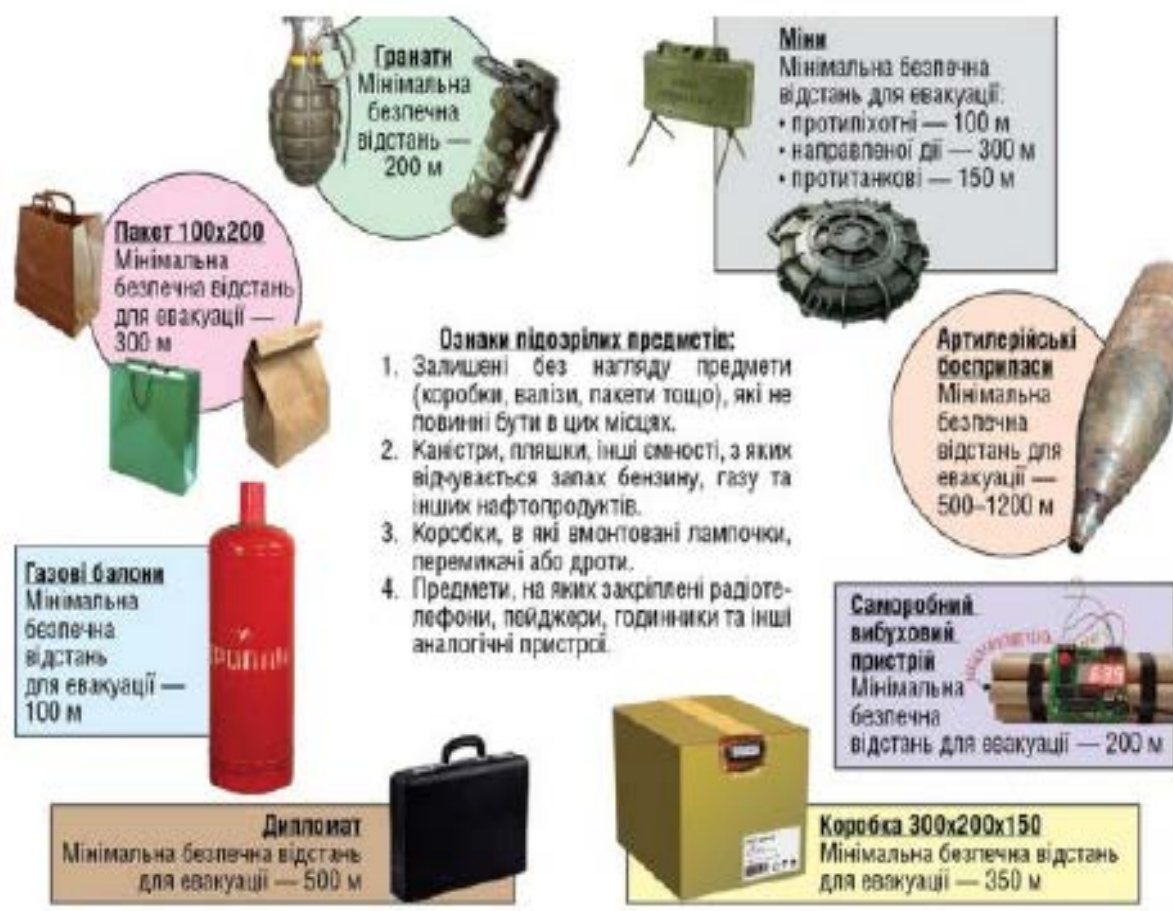 Гранати
Мінімальна
безпечна
відстань —
200 м
Міни
Мінімальна безпечна
відстань для евакуації:
• протипіхотні — 100 м
• направленої дії — 300 м
• протитанкові — 150 м
Пакет 100х200
Мінімальна
безпечна відстань
для евакуації —
300 м
Ознаки підозрілих предметів:
1. Залишені без нагляду предмети
(коробки, валізи, пакети тощо), які не
повинні бути в цих місцях.
2. Каністри, пляшки, інші ємності, з яких
відчувається запах бензину, газу та
інших нафтопродуктів.
3. Коробки, в які вмонтовані лампочки,
перемикачі або дроти.
4. Предмети, на яких закріплені радіоте-
лефони, пейджери, годинники та інші
аналогічні пристрої.
Артилерійські
боєприпаси
Мінімальна
безпечна
відстань для
евакуації —
500–1200 м
Газові балони
Мінімальна
безпечна
відстань
для евакуації —
100 м
Саморобний
вибуховий
пристрій
Мінімальна
безпечна
відстань для евакуації — 200 м
Дипломат
Мінімальна безпечна відстань
для евакуації — 500 м
Коробка 300х200х150
Мінімальна безпечна відстань
для евакуації — 350 м